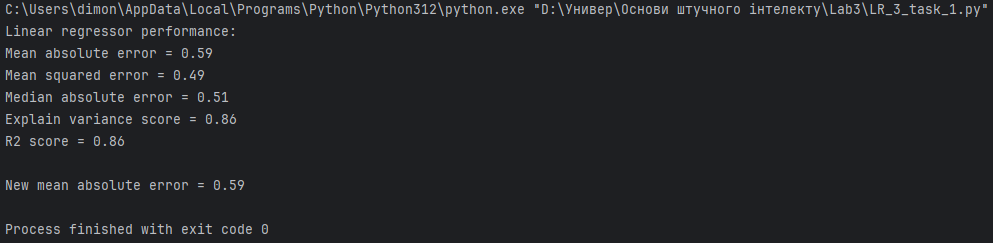 C:\Users\dimon\AppData\Local\Programs\Python\Python312\python.exe "D:\Универ\Основи штучного інтелекту\Lab3\LR_3_task_1.py"
Linear regressor performance:
Mean absolute error = 0.59
Mean squared error = 0.49
Median absolute error = 0.51
Explain variance score = 0.86
R2 score = 0.86
New mean absolute error = 0.59
Process finished with exit code 0